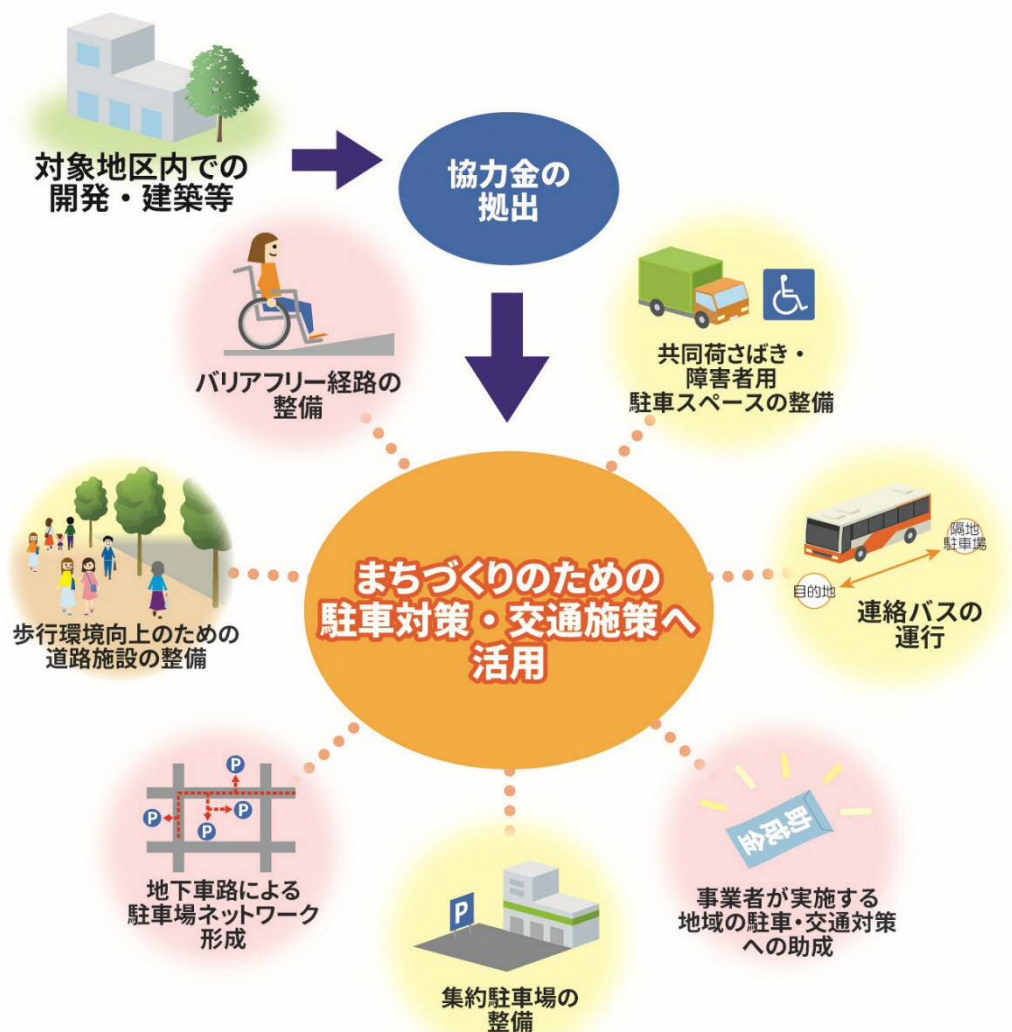 対象地区内での
開発・建築等
協力金の
拠出
バリアフリー経路の
整備
共同荷さばき・
障害者用
駐車スペースの整備
まちづくりのための
駐車対策・交通施策へ
活用
歩行環境向上のための
道路施設の整備
隔地
駐車場
目的地
連絡バスの
運行
P
P
P
P
地下車路による
駐車場ネットワーク
形成
P
集約駐車場の
整備
助成金
事業者が実施する
地域の駐車・交通対策
への助成